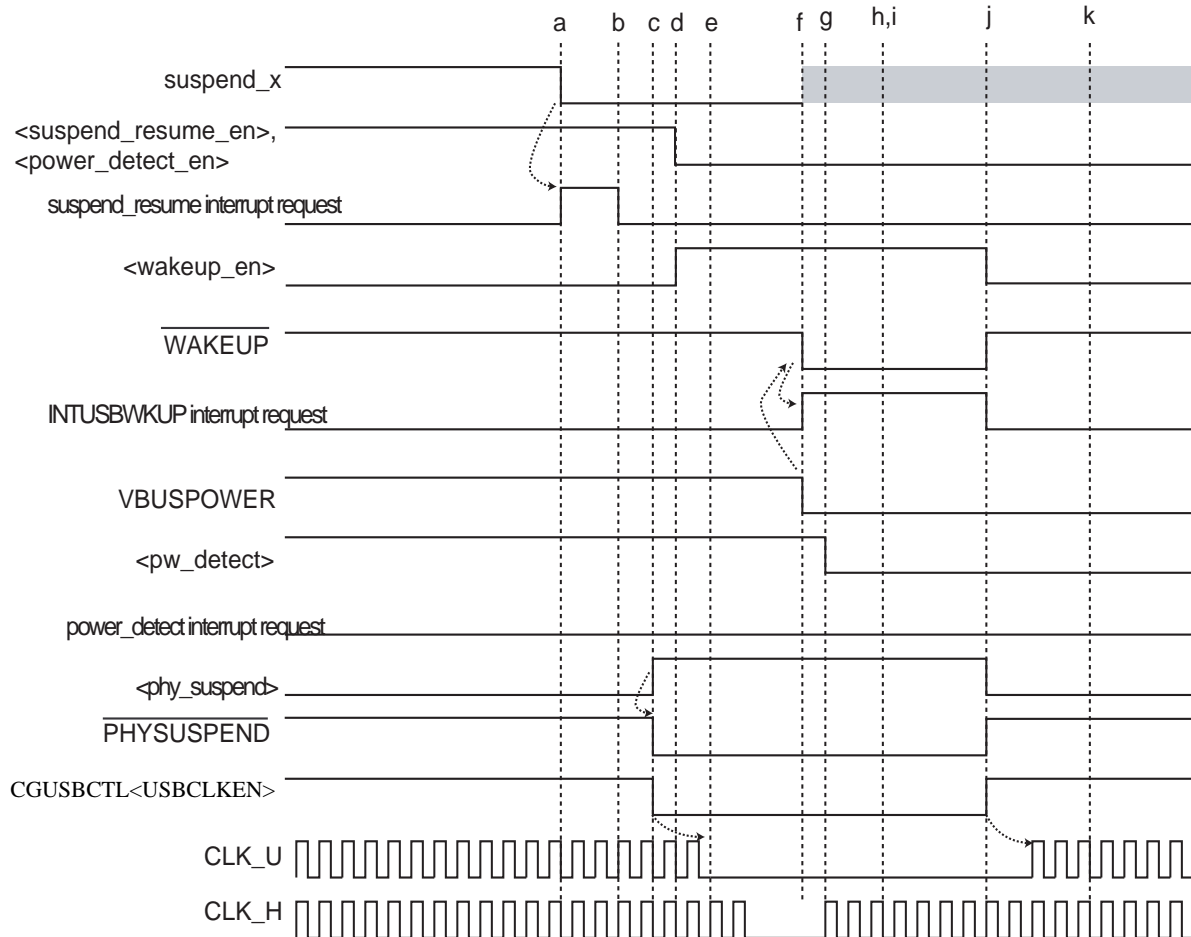 a b c d e f g h,i j k
suspend_x
<suspend_resume_en>,
<power_detect_en>
suspend_resume interrupt request
<wakeup_en>
WAKEUP
INTUSBWKUP interrupt request
VBUSPOWER
<pw_detect>
power_detect interrupt request
<phy_suspend>
PHYSUSPEND
CGUSBCTL<USBCLKEN>
CLK_U
CLK_H